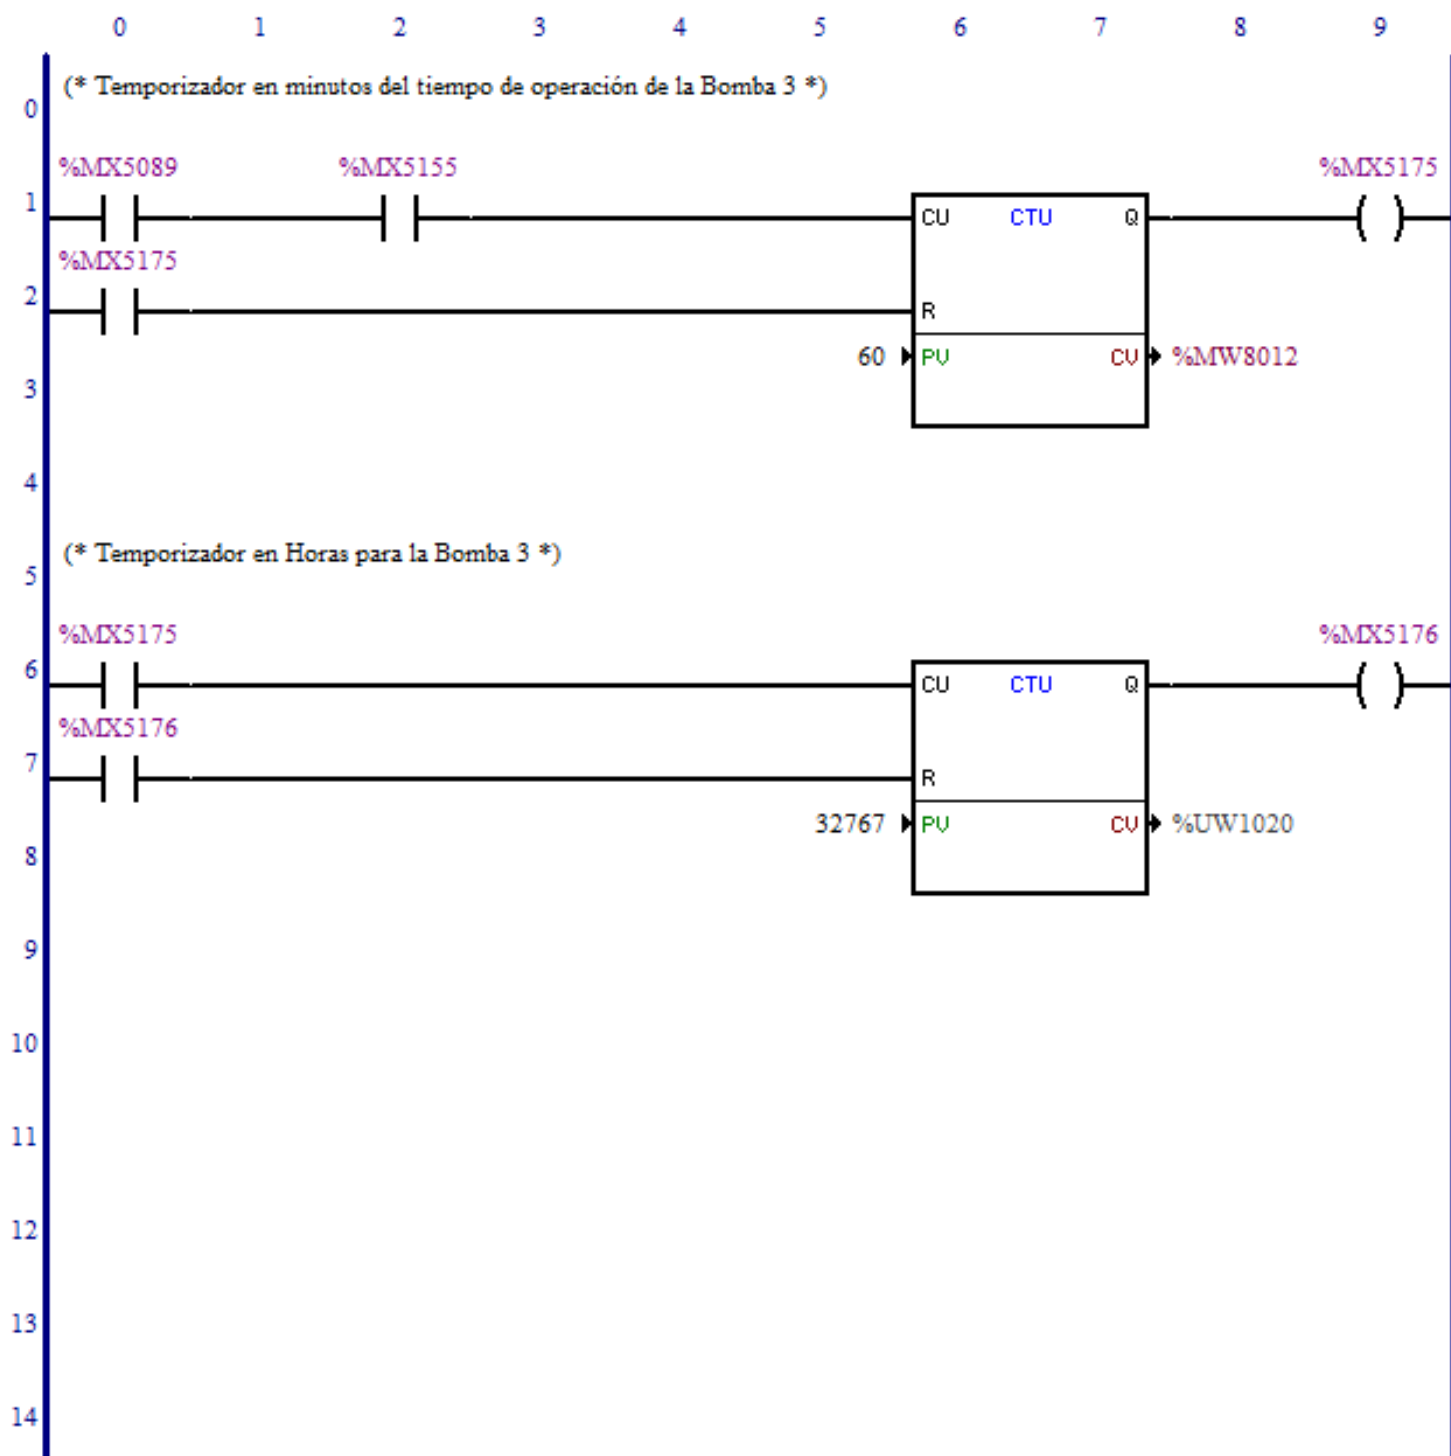 0 1 2 3 4 5 6 7 8 9
(* Temporizador en minutos del tiempo de operación de la Bomba 3 *)
0
%MX5089 %MX5155 %MX5175
1
CU CTU Q
%MX5175
2
R
60 PV CV %MW8012
3
4
(* Temporizador en Horas para la Bomba 3 *)
5
%MX5175 %MX5176
6
CU CTU Q
%MX5176
7
R
32767 PV CV %UW1020
8
9
10
11
12
13
14